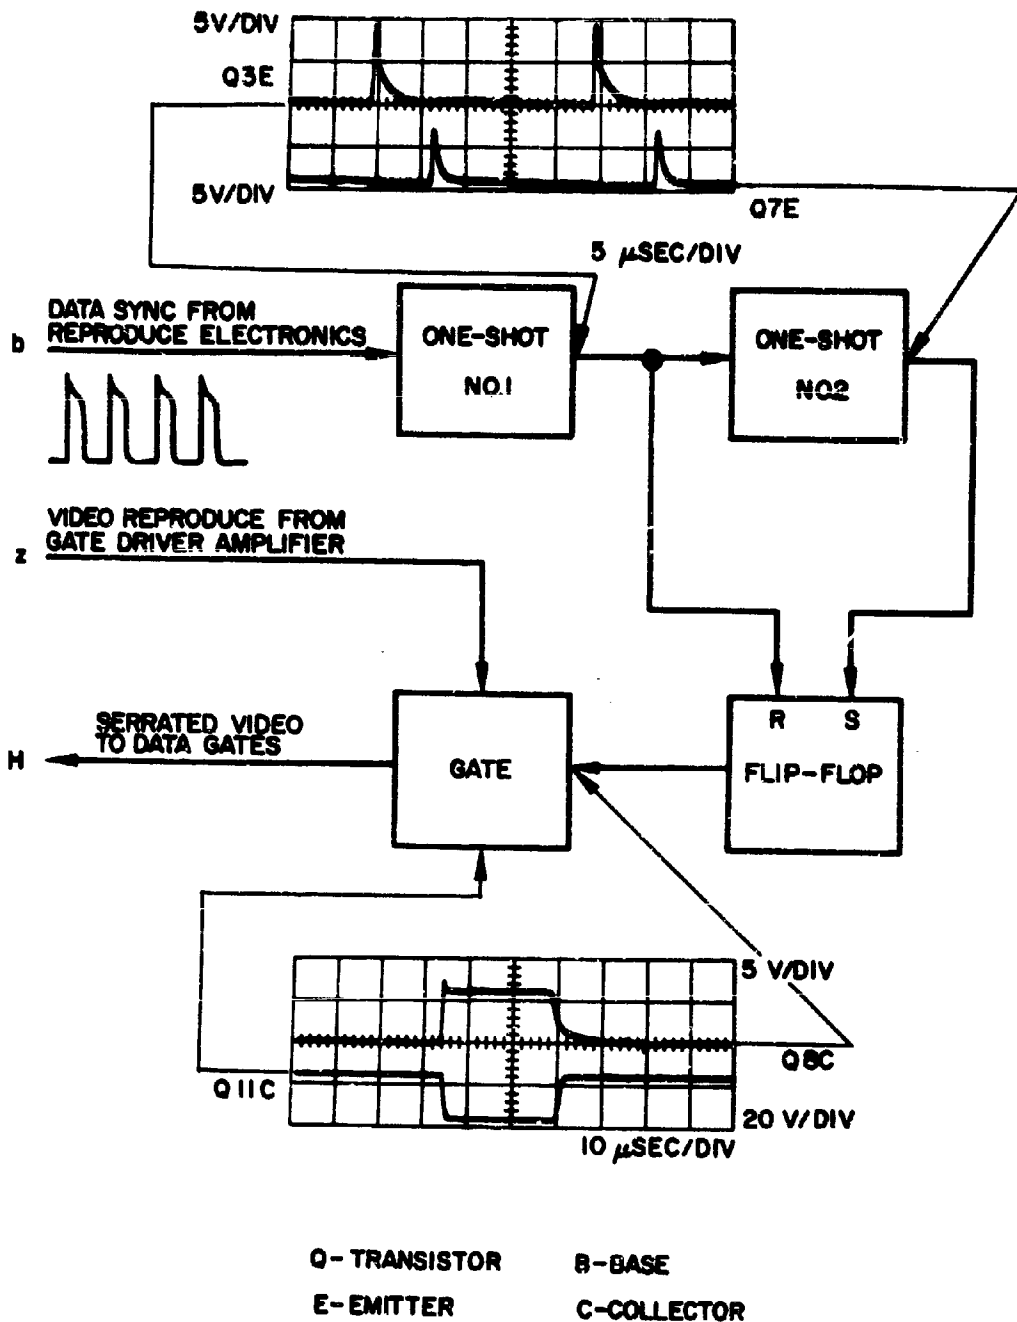 5V/DIV
Q3E
5V/DIV
Q7E
5 μSEC/DIV
DATA SYNC FROM
REPRODUCE ELECTRONICS
b
ONE-SHOT
NO.1
ONE-SHOT
NO.2
VIDEO REPRODUCE FROM
GATE DRIVER AMPLIFIER
z
R S
SERRATED VIDEO
TO DATA GATES
H
GATE
FLIP-FLOP
5 V/DIV
Q8C
Q11C
20 V/DIV
10 μSEC/DIV
Q- TRANSISTOR B-BASE
E-EMITTER C-COLLECTOR